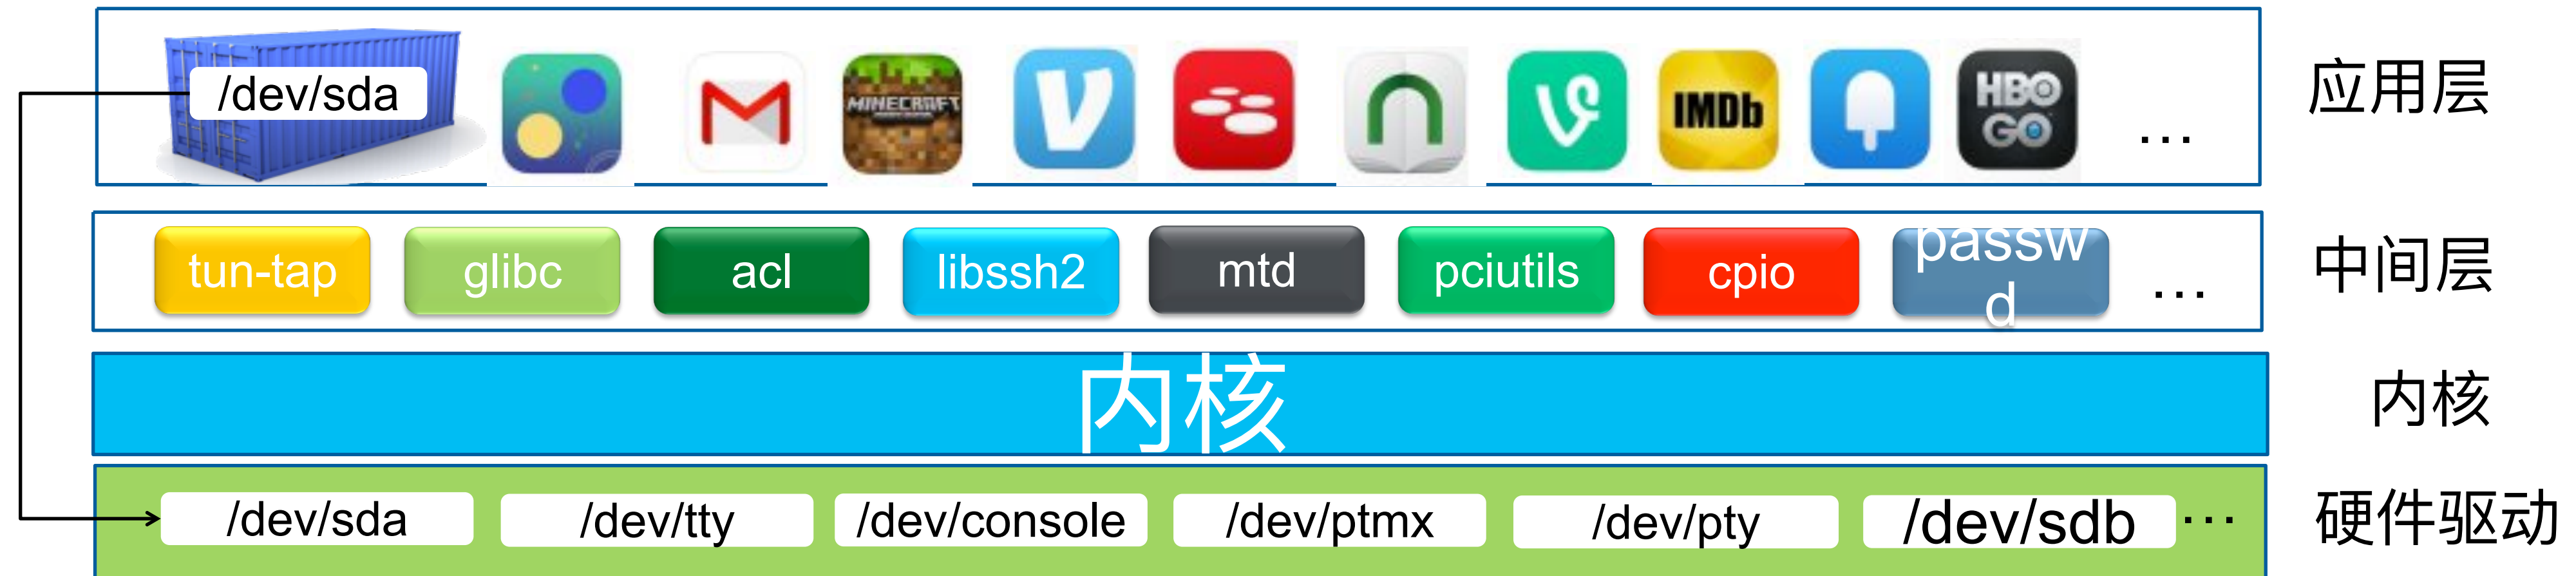 /dev/sda
MINECRAFT
IMDb
HBO
GO
...
应用层
tun-tap
glibc
acl
libssh2
mtd
pciutils
cpio
passw
d
...
中间层
内核
内核
/dev/sda
/dev/tty
/dev/console
/dev/ptmx
/dev/pty
/dev/sdb
...
硬件驱动